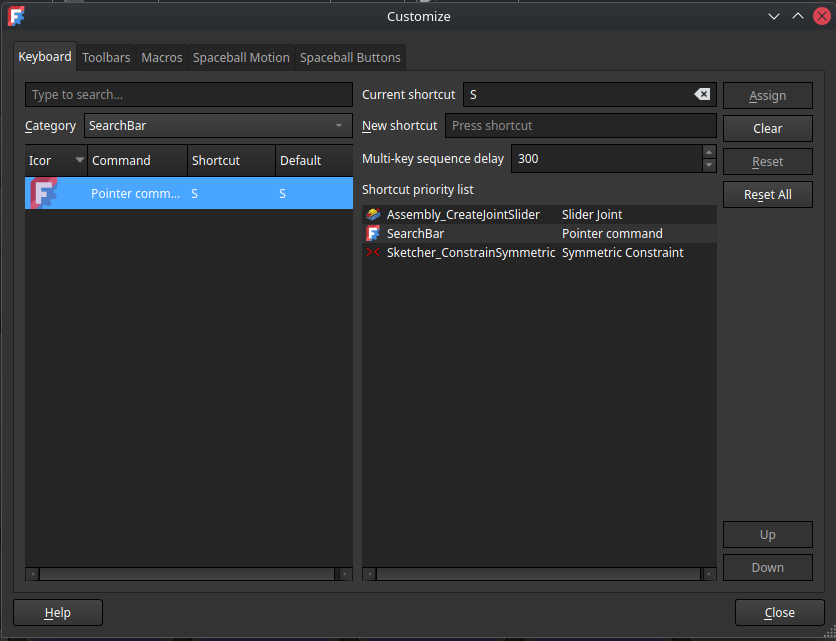 Customize
Keyboard Toolbars Macros Spaceball Motion Spaceball Buttons
Type to search...
Category SearchBar
Icor Command Shortcut Default
Pointer comm... S S
Current shortcut S
New shortcut Press shortcut
Multi-key sequence delay 300
Shortcut priority list
Assembly_CreateJointSlider Slider Joint
SearchBar Pointer command
Sketcher_ConstrainSymmetric Symmetric Constraint
Assign
Clear
Reset
Reset All
Up
Down
Help
Close